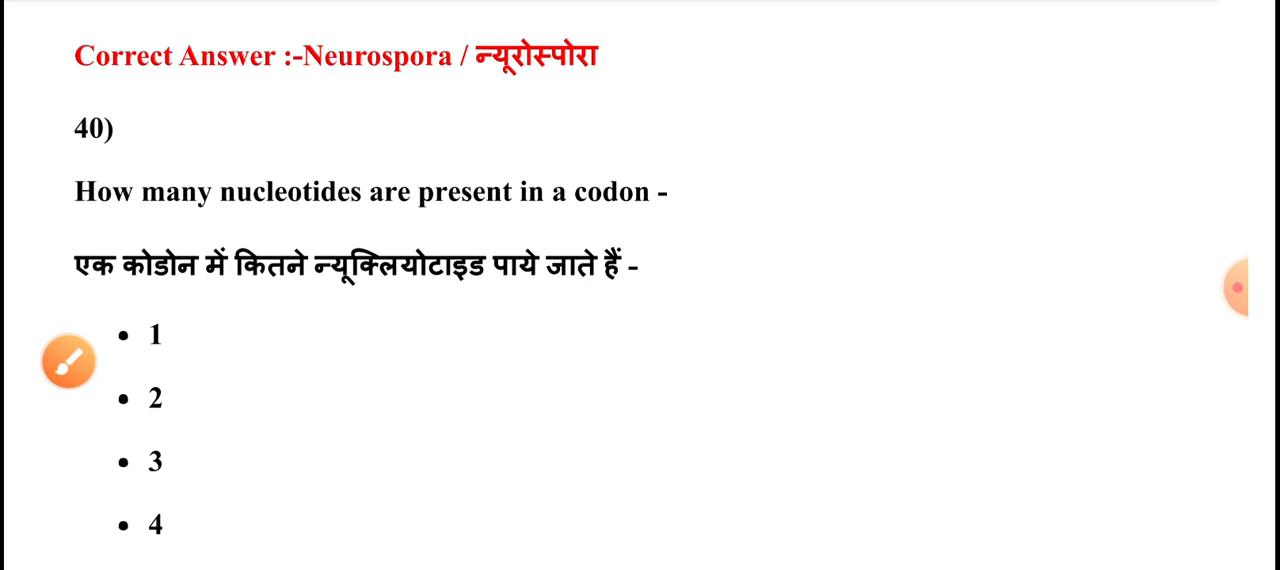 Correct Answer :-Neurospora / न्यूरोस्पोरा
40)
How many nucleotides are present in a codon -
एक कोडोन में कितने न्यूक्लियोटाइड पाये जाते हैं -
• 1
• 2
• 3
• 4